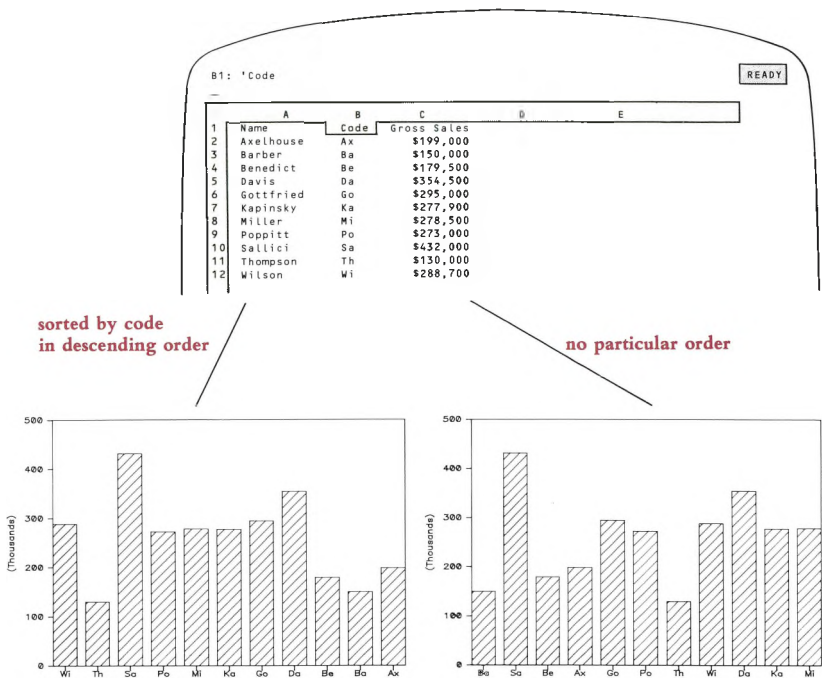 B1: 'Code READY
A B C D E
1 Name Code Gross Sales
2 Axelhouse Ax $199,000
3 Barber Ba $150,000
4 Benedict Be $179,500
5 Davis Da $354,500
6 Gottfried Go $295,000
7 Kapinsky Ka $277,900
8 Miller Mi $278,500
9 Poppitt Po $273,000
10 Sallici Sa $432,000
11 Thompson Th $130,000
12 Wilson Wi $288,700
sorted by code
in descending order
no particular order
500
400
300
200
100
0
(Thousands)
Wi Th Sa Po Mi Ka Go Da Be Ba Ax
500
400
300
200
100
0
(Thousands)
Ba Sa Be Ax Go Po Th Wi Da Ka Mi